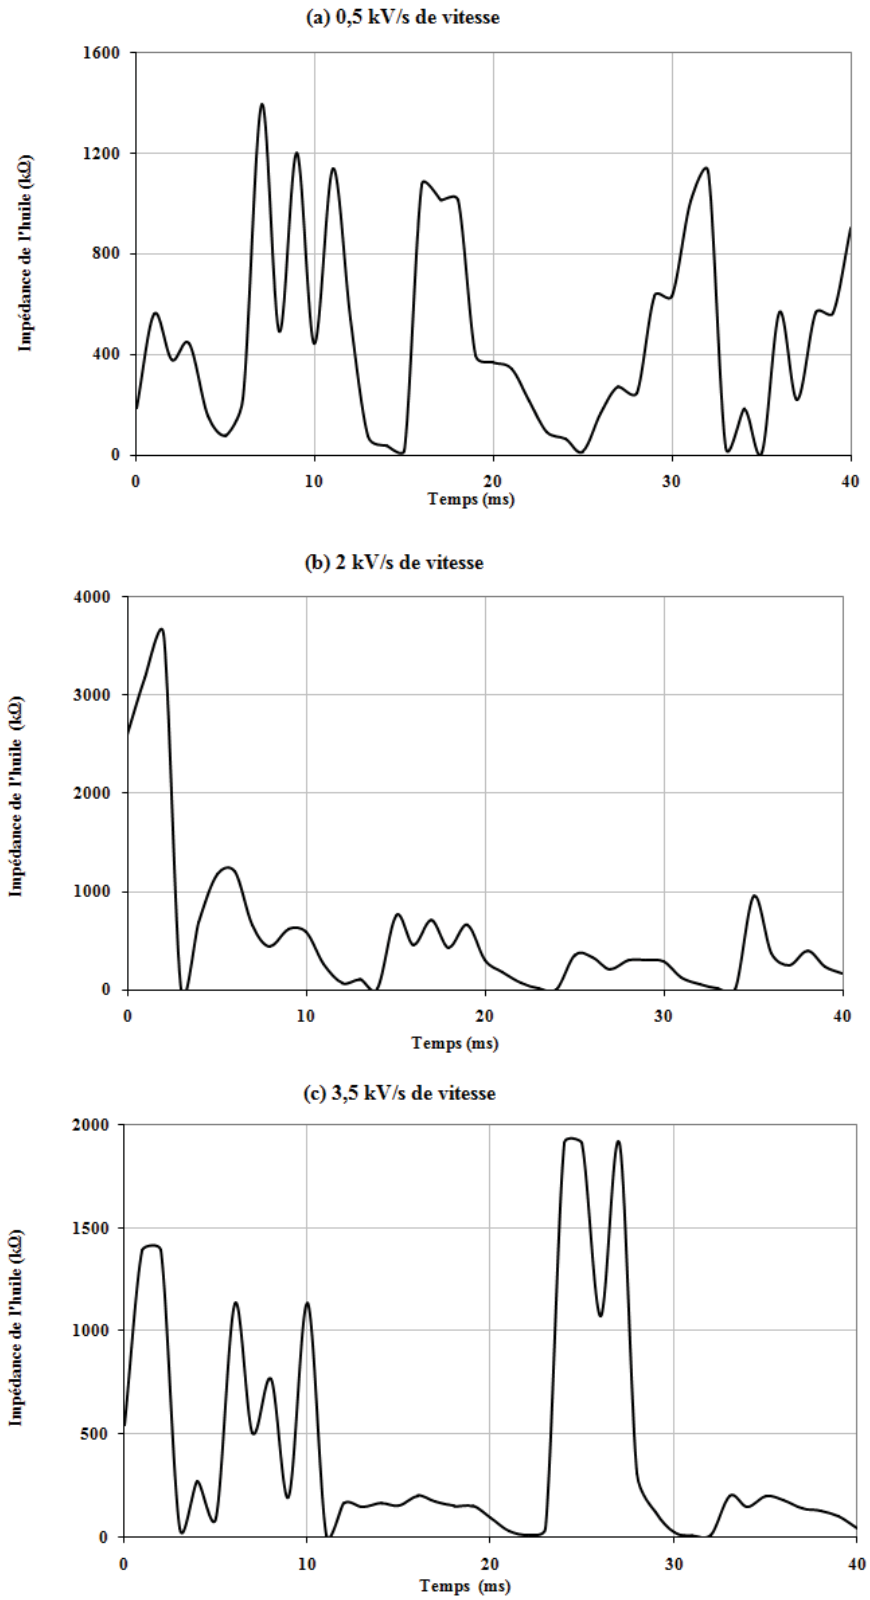 (a) 0,5 kV/s de vitesse
1600
1200
800
400
0
Impédance de l'huile (kΩ)
0 10 20 30 40
Temps (ms)
(b) 2 kV/s de vitesse
4000
3000
2000
1000
0
Impédance de l'huile (kΩ)
0 10 20 30 40
Temps (ms)
(c) 3,5 kV/s de vitesse
2000
1500
1000
500
0
Impédance de l'huile (kΩ)
0 10 20 30 40
Temps (ms)